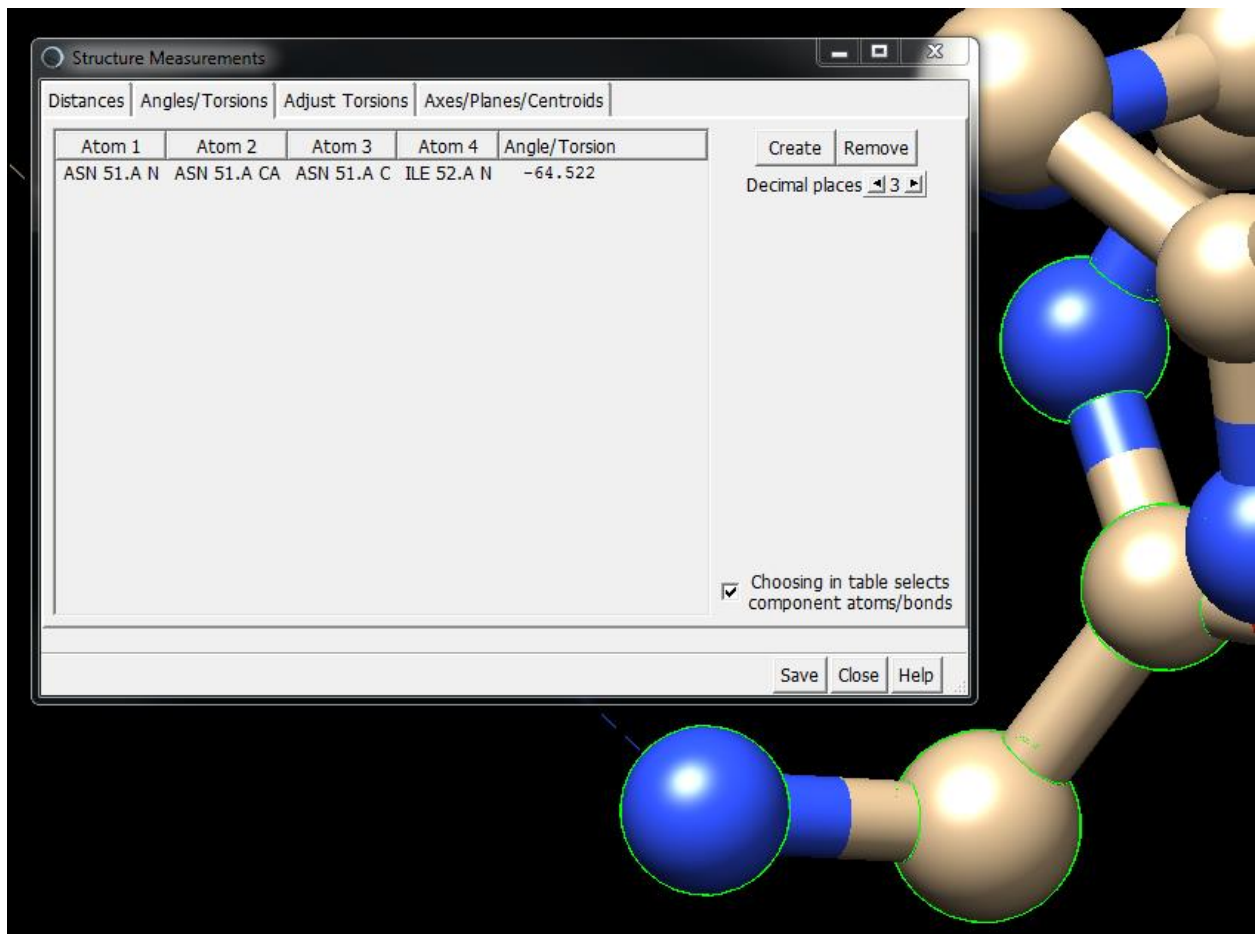 Structure Measurements
Distances Angles/Torsions Adjust Torsions Axes/Planes/Centroids
Atom 1 Atom 2 Atom 3 Atom 4 Angle/Torsion
ASN 51.A N ASN 51.A CA ASN 51.A C ILE 52.A N -64.522
Create Remove
Decimal places 3
Choosing in table selects
component atoms/bonds
Save Close Help